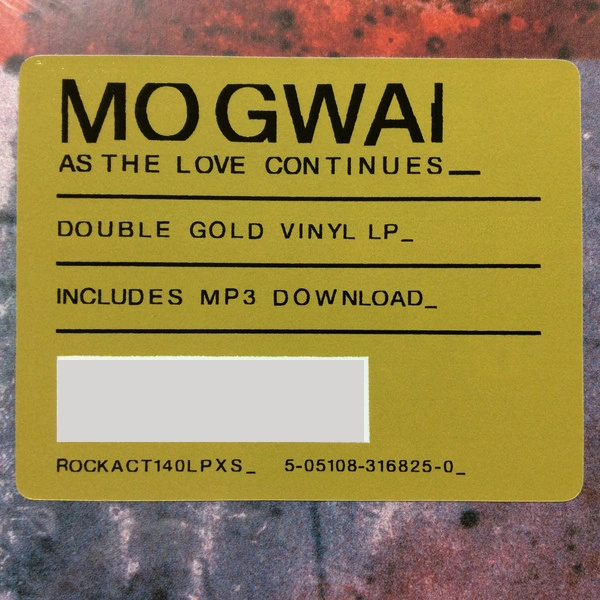 MOGWAI
AS THE LOVE CONTINUES_
DOUBLE GOLD VINYL LP_
INCLUDES MP3 DOWNLOAD_
ROCKACT140LPXS_ 5-05108-316825-0_